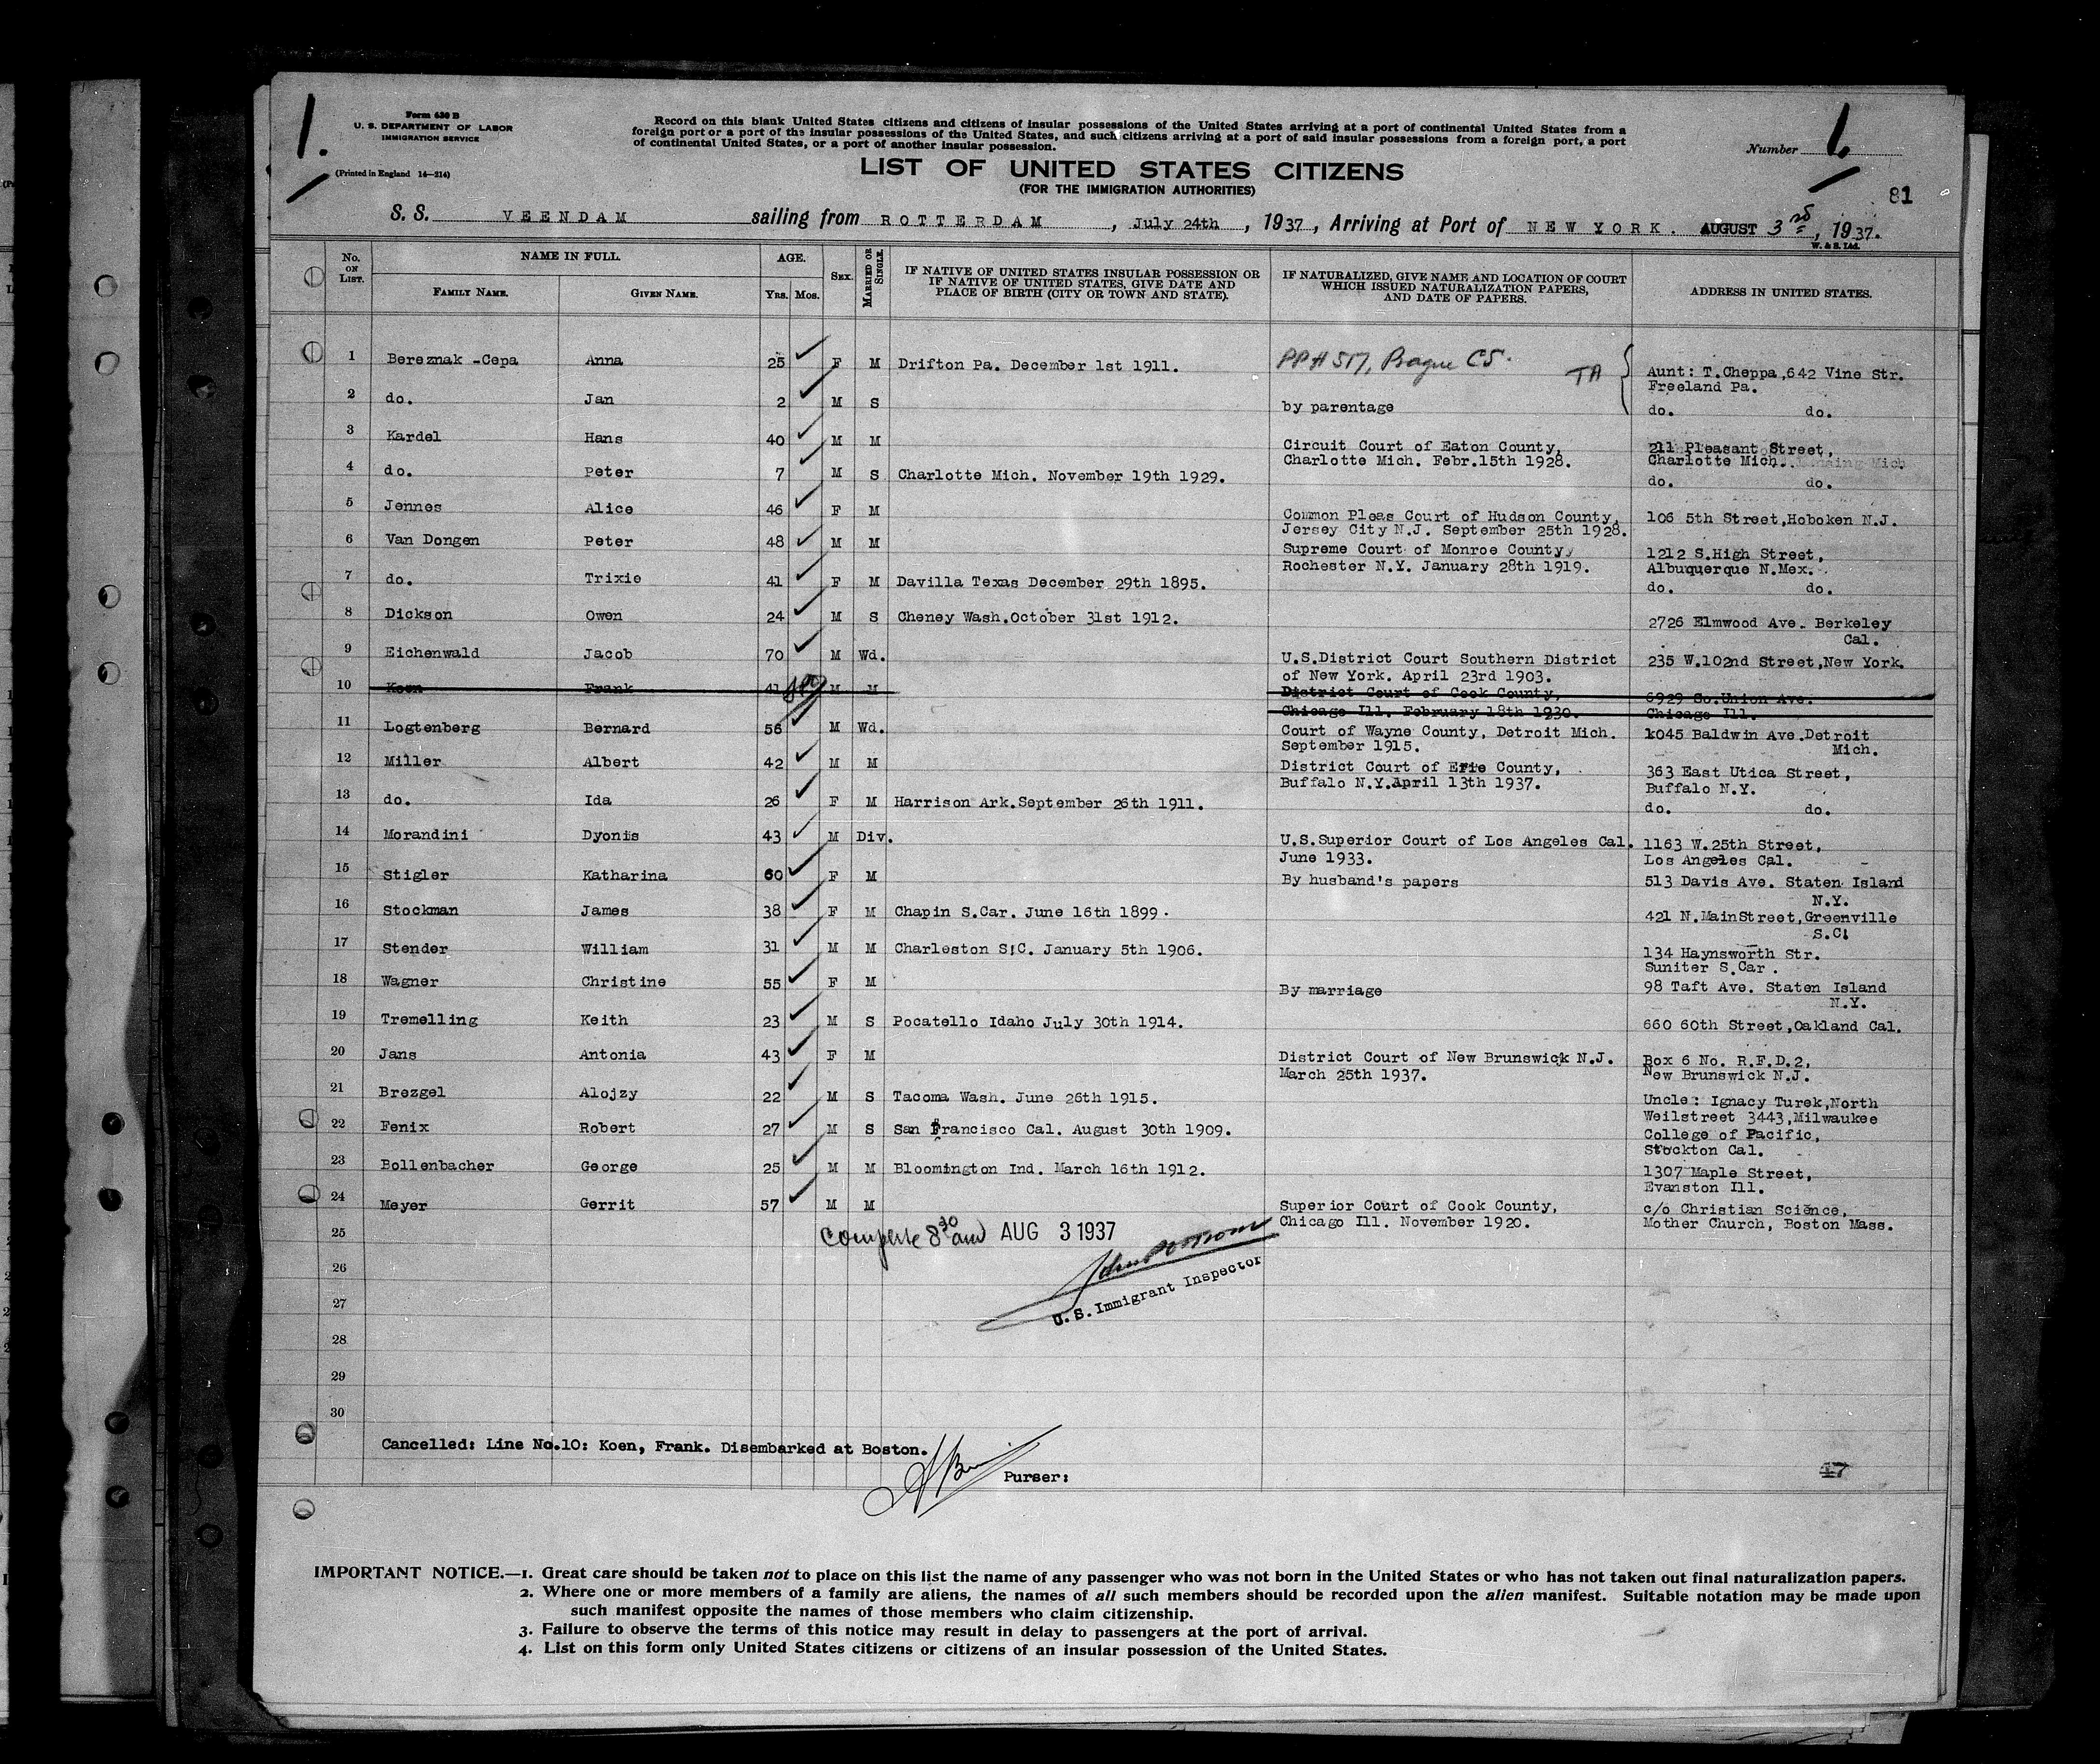 1.
Form 630 B
U. S. DEPARTMENT OF LABOR
IMMIGRATION SERVICE
(Printed in England 14—214)
Record on this blank United States citizens and citizens of insular possessions of the United States arriving at a port of continental United States from a
foreign port or a port of the insular possessions of the United States, and such citizens arriving at a port of said insular possessions from a foreign port, a port
of continental United States, or a port of another insular possession.
Number 1.
LIST OF UNITED STATES CITIZENS
(FOR THE IMMIGRATION AUTHORITIES)
81
S. S. VEENDAM sailing from ROTTERDAM, July 24th, 1937, Arriving at Port of NEW YORK. AUGUST 3rd, 1937.
W. & S. Ltd.
No. ON LIST. NAME IN FULL. FAMILY NAME. GIVEN NAME. AGE. Yrs. Mos. SEX. MARRIED OR SINGLE.
IF NATIVE OF UNITED STATES INSULAR POSSESSION OR
IF NATIVE OF UNITED STATES, GIVE DATE AND
PLACE OF BIRTH (CITY OR TOWN AND STATE).
IF NATURALIZED, GIVE NAME AND LOCATION OF COURT
WHICH ISSUED NATURALIZATION PAPERS,
AND DATE OF PAPERS.
ADDRESS IN UNITED STATES.
1 Bereznak -Cepa Anna 25 F M Drifton Pa. December 1st 1911. PP# 517, Prague CS. TA Aunt: T.Cheppa,642 Vine Str.
Freeland Pa.
2 do. Jan 2 M S by parentage do. do.
3 Kardel Hans 40 M M Circuit Court of Eaton County, 211 Pleasant Street,
Charlotte Mich. Febr.15th 1928. Charlotte Mich.
4 do. Peter 7 M S Charlotte Mich. November 19th 1929. do. do.
5 Jennes Alice 46 F M Common Pleas Court of Hudson County, 106 5th Street,Hoboken N.J.
Jersey City N.J. September 25th 1928.
6 Van Dongen Peter 48 M M Supreme Court of Monroe County, 1212 S.High Street,
Rochester N.Y. January 28th 1919. Albuquerque N.Mex.
7 do. Trixie 41 F M Davilla Texas December 29th 1895. do. do.
8 Dickson Owen 24 M S Cheney Wash.October 31st 1912. 2726 Elmwood Ave. Berkeley
Cal.
9 Eichenwald Jacob 70 M Wd. U.S.District Court Southern District 235 W.102nd Street,New York.
of New York. April 23rd 1903.
10 Koen Frank 41 M M District Court of Cook County, 6929 So.Union Ave.
Chicago Ill. February 18th 1930. Chicago Ill.
11 Logtenberg Bernard 56 M Wd. Court of Wayne County, Detroit Mich. 1045 Baldwin Ave.Detroit
September 1915. Mich.
12 Miller Albert 42 M M District Court of Erie County, 363 East Utica Street,
Buffalo N.Y.April 13th 1937. Buffalo N.Y.
13 do. Ida 26 F M Harrison Ark.September 26th 1911. do. do.
14 Morandini Dyonis 43 M Div. U.S.Superior Court of Los Angeles Cal. 1163 W.25th Street,
June 1933. Los Angeles Cal.
15 Stigler Katharina 60 F M By husband's papers 513 Davis Ave. Staten Island
N.Y.
16 Stockman James 38 F M Chapin S.Car. June 16th 1899. 421 N.MainStreet,Greenville
S.C.
17 Stender William 31 M M Charleston S.C. January 5th 1906. 134 Haynsworth Str.
Suniter S.Car.
18 Wagner Christine 55 F M By marriage 98 Taft Ave. Staten Island
N.Y.
19 Tremelling Keith 23 M S Pocatello Idaho July 30th 1914. 660 60th Street,Oakland Cal.
20 Jans Antonia 43 F M District Court of New Brunswick N.J. Box 6 No. R.F.D.2,
March 25th 1937. New Brunswick N.J.
21 Brezgel Alojzy 22 M S Tacoma Wash. June 26th 1915. Uncle: Ignacy Turek,North
Weilstreet 3443,Milwaukee
22 Fenix Robert 27 M S San Francisco Cal. August 30th 1909. College of Pacific,
Stockton Cal.
23 Bollenbacher George 25 M M Bloomington Ind. March 16th 1912. 1307 Maple Street,
Evanston Ill.
24 Meyer Gerrit 57 M M Superior Court of Cook County, c/o Christian Science,
Chicago Ill. November 1920. Mother Church, Boston Mass.
25 Complete 8 30 am AUG 3 1937
26
U.S. Immigrant Inspector
27
28
29
30
Cancelled: Line No.10: Koen, Frank. Disembarked at Boston.
Purser:
47
IMPORTANT NOTICE.—1. Great care should be taken not to place on this list the name of any passenger who was not born in the United States or who has not taken out final naturalization papers.
2. Where one or more members of a family are aliens, the names of all such members should be recorded upon the alien manifest. Suitable notation may be made upon
such manifest opposite the names of those members who claim citizenship.
3. Failure to observe the terms of this notice may result in delay to passengers at the port of arrival.
4. List on this form only United States citizens or citizens of an insular possession of the United States.